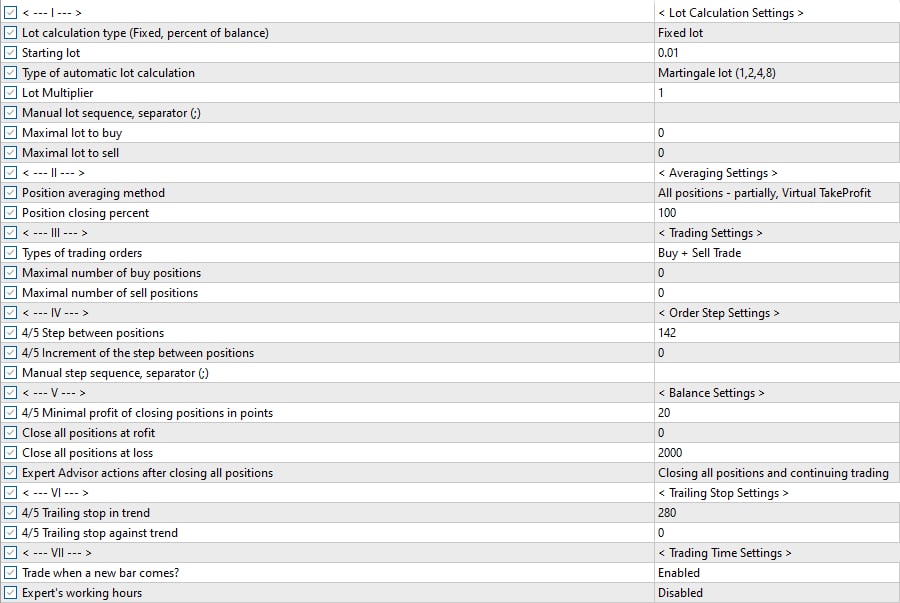 < --- I --- > < Lot Calculation Settings >
Lot calculation type (Fixed, percent of balance) Fixed lot
Starting lot 0.01
Type of automatic lot calculation Martingale lot (1,2,4,8)
Lot Multiplier 1
Manual lot sequence, separator (;)
Maximal lot to buy 0
Maximal lot to sell 0
< --- II --- > < Averaging Settings >
Position averaging method All positions - partially, Virtual TakeProfit
Position closing percent 100
< --- III --- > < Trading Settings >
Types of trading orders Buy + Sell Trade
Maximal number of buy positions 0
Maximal number of sell positions 0
< --- IV --- > < Order Step Settings >
4/5 Step between positions 142
4/5 Increment of the step between positions 0
Manual step sequence, separator (;)
< --- V --- > < Balance Settings >
4/5 Minimal profit of closing positions in points 20
Close all positions at rofit 0
Close all positions at loss 2000
Expert Advisor actions after closing all positions Closing all positions and continuing trading
< --- VI --- > < Trailing Stop Settings >
4/5 Trailing stop in trend 280
4/5 Trailing stop against trend 0
< --- VII --- > < Trading Time Settings >
Trade when a new bar comes? Enabled
Expert's working hours Disabled